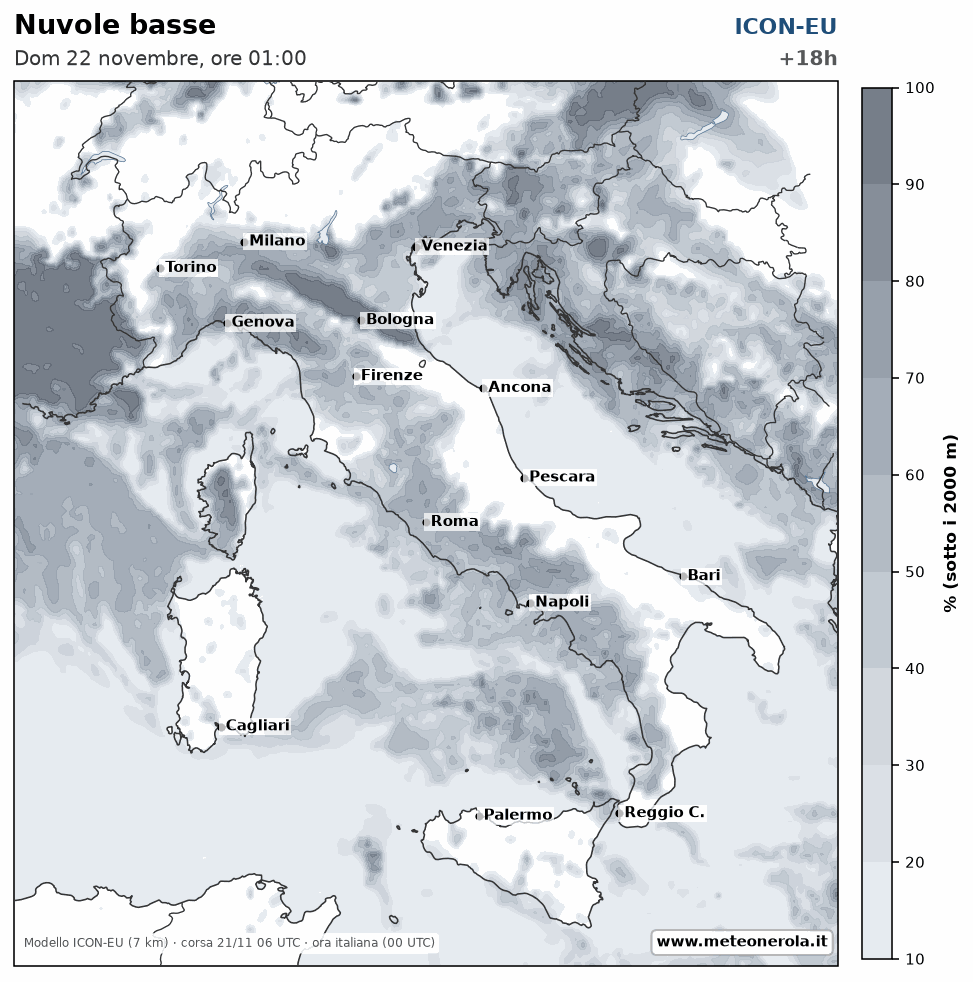 Nuvole basse
ICON-EU
Dom 22 novembre, ore 01:00
+18h
Milano
Venezia
Torino
Genova
Bologna
Firenze
Ancona
Pescara
Roma
Bari
Napoli
Cagliari
Palermo
Reggio C.
Modello ICON-EU (7 km) · corsa 21/11 06 UTC · ora italiana (00 UTC)
www.meteonerola.it
100
90
80
70
60
50
40
30
20
10
% (sotto i 2000 m)